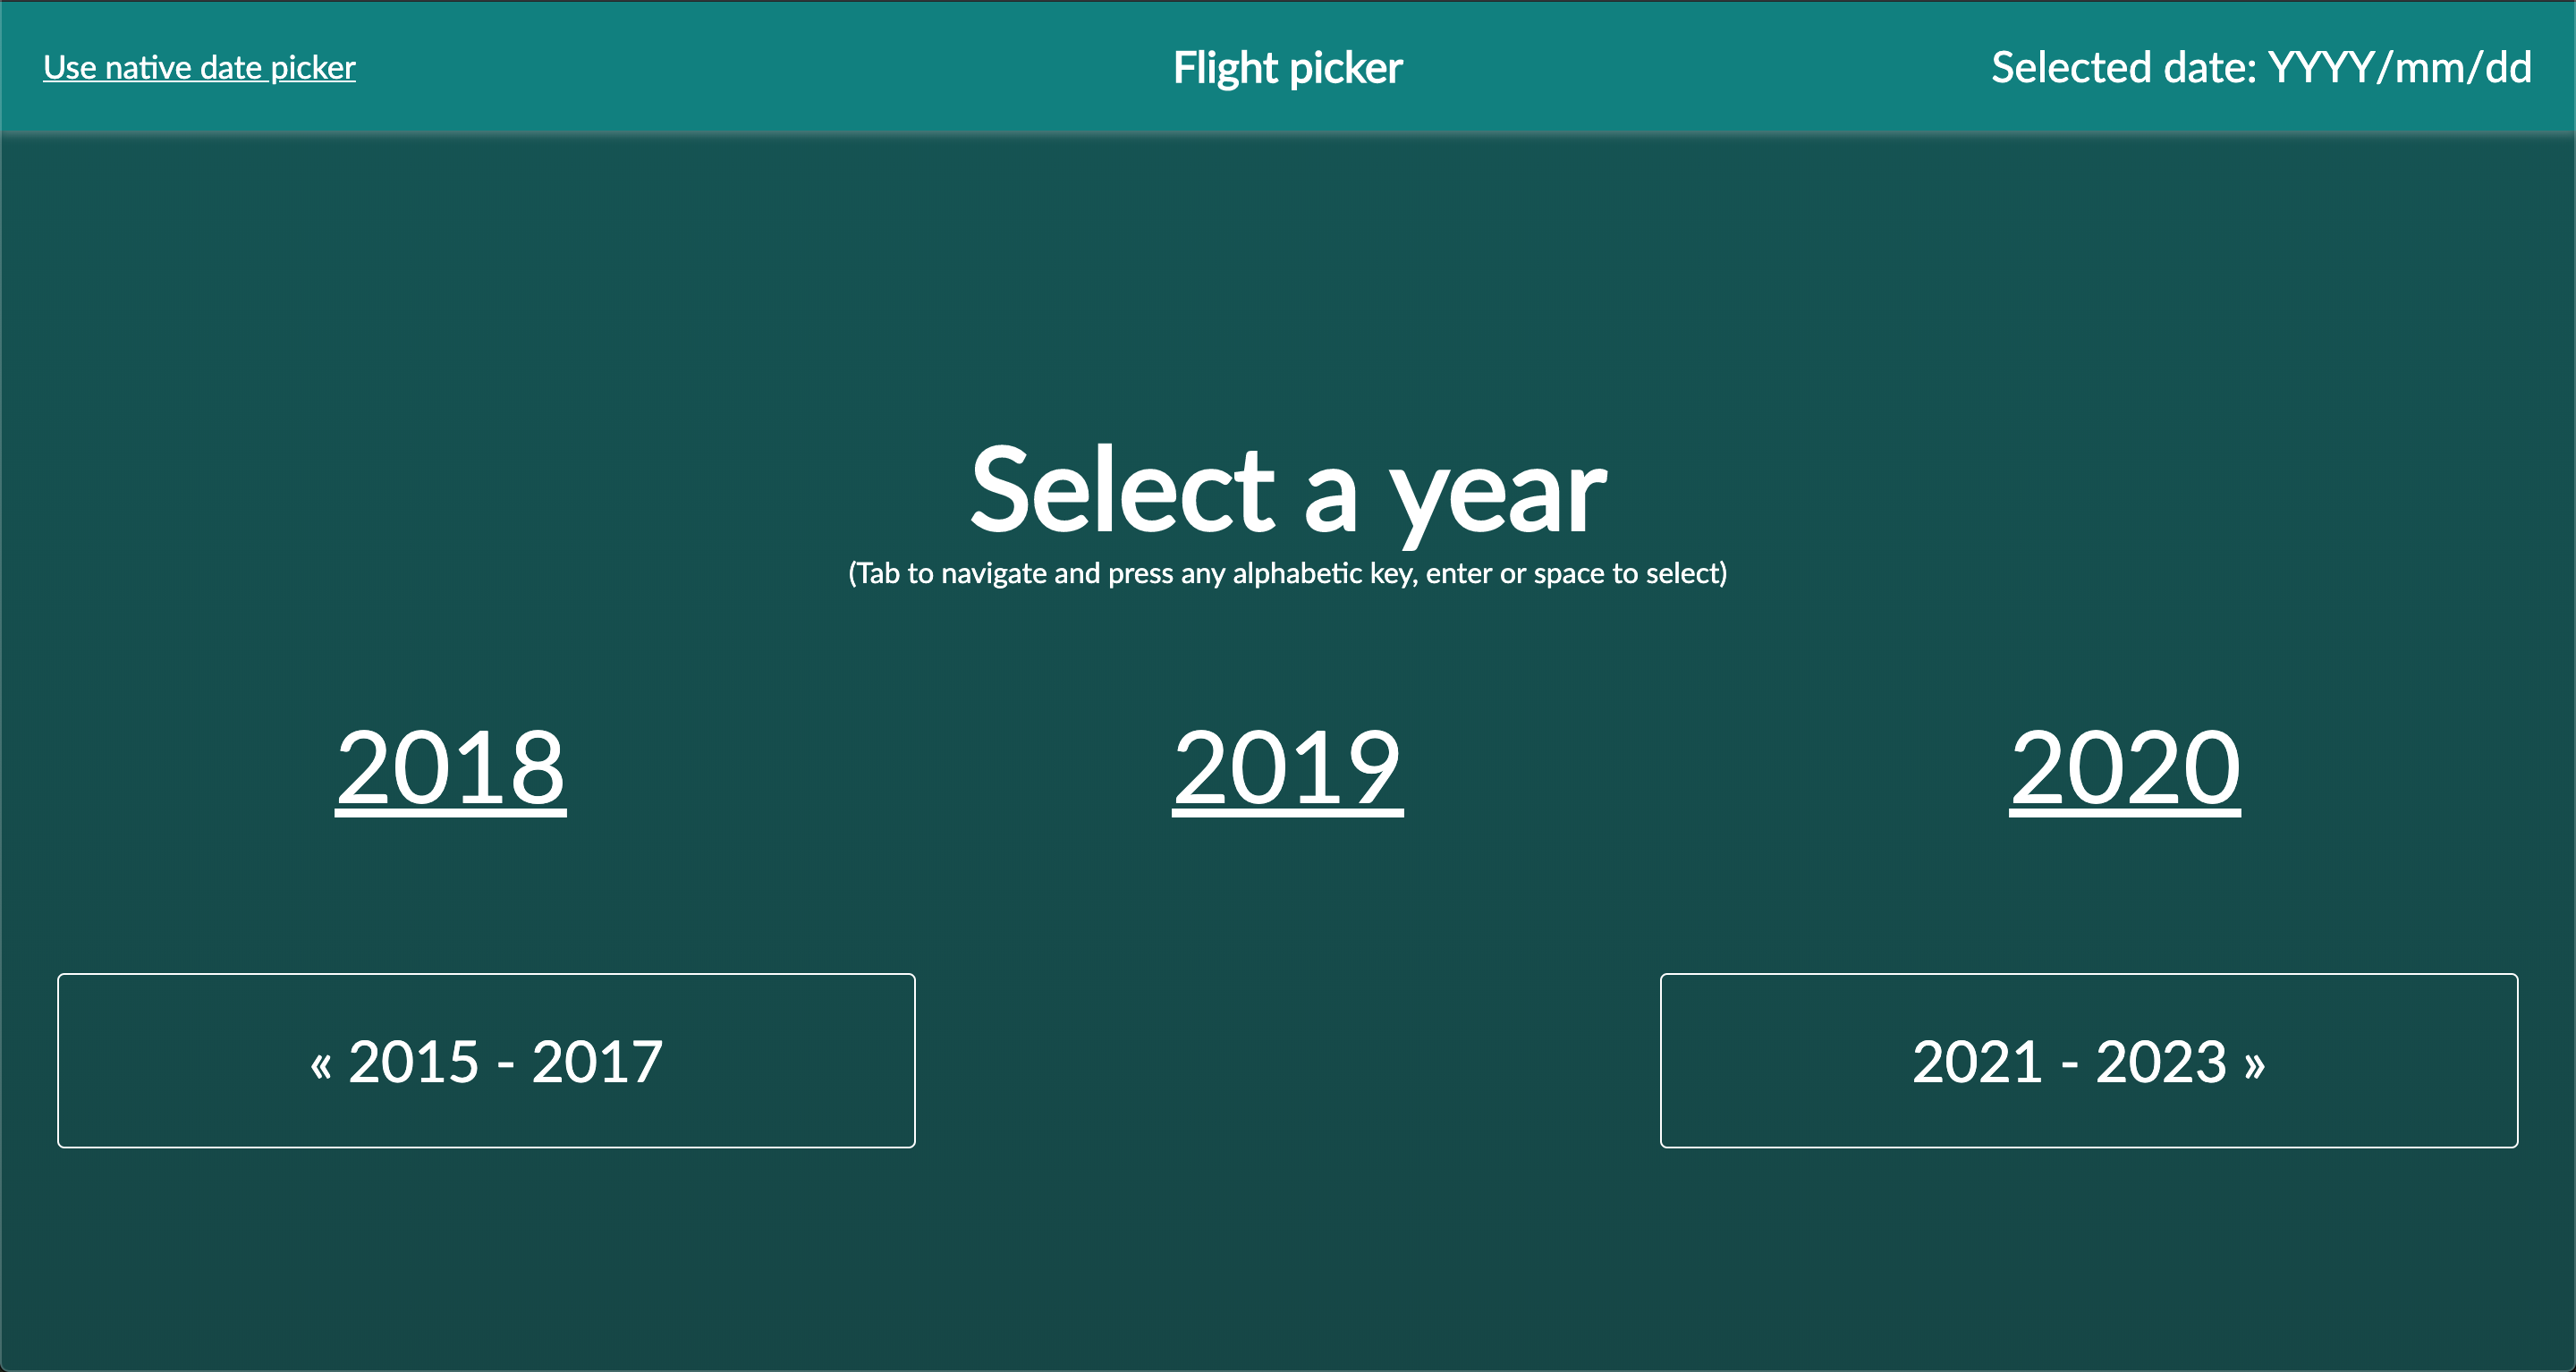 Use native date picker
Flight picker
Selected date: YYYY/mm/dd
Select a year
(Tab to navigate and press any alphabetic key, enter or space to select)
2018
2019
2020
« 2015 - 2017
2021 - 2023 »